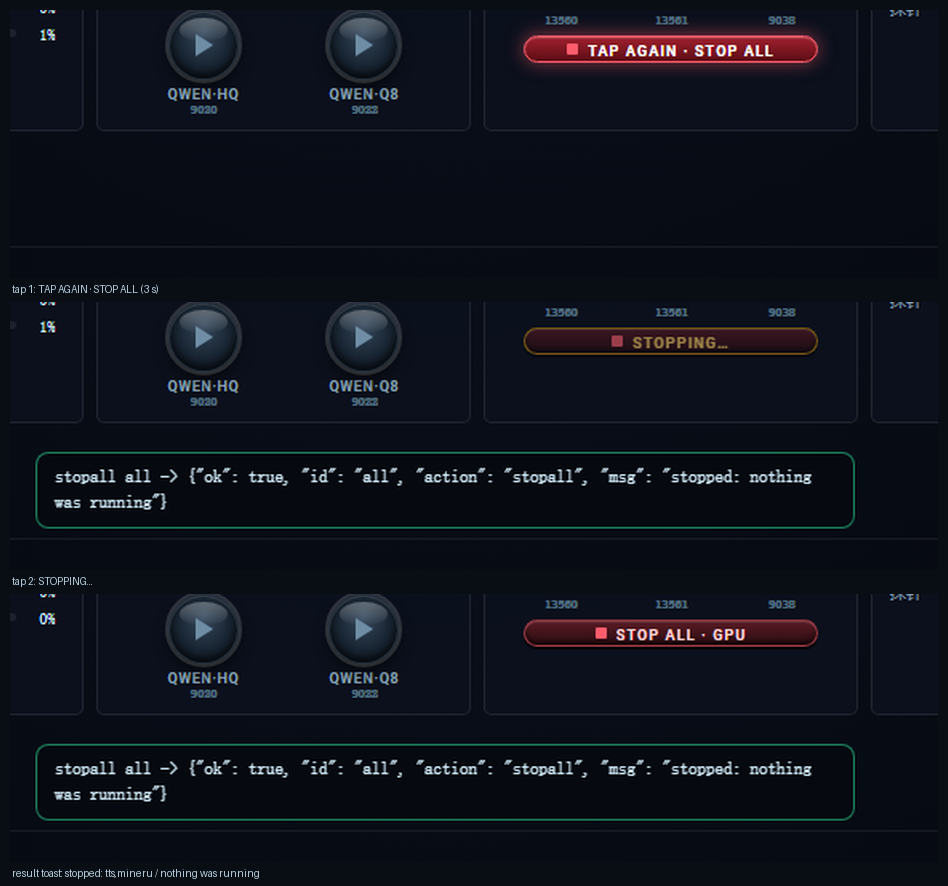 1%
13560 13561 9038
TAP AGAIN · STOP ALL
QWEN·HQ QWEN·Q8
9020 9022
tap 1: TAP AGAIN · STOP ALL (3 s)
1%
13560 13561 9038
STOPPING…
QWEN·HQ QWEN·Q8
9020 9022
stopall all -> {"ok": true, "id": "all", "action": "stopall", "msg": "stopped: nothing
was running"}
tap 2: STOPPING…
0%
13560 13561 9038
STOP ALL · GPU
QWEN·HQ QWEN·Q8
9020 9022
stopall all -> {"ok": true, "id": "all", "action": "stopall", "msg": "stopped: nothing
was running"}
result toast: stopped: tts,mineru / nothing was running